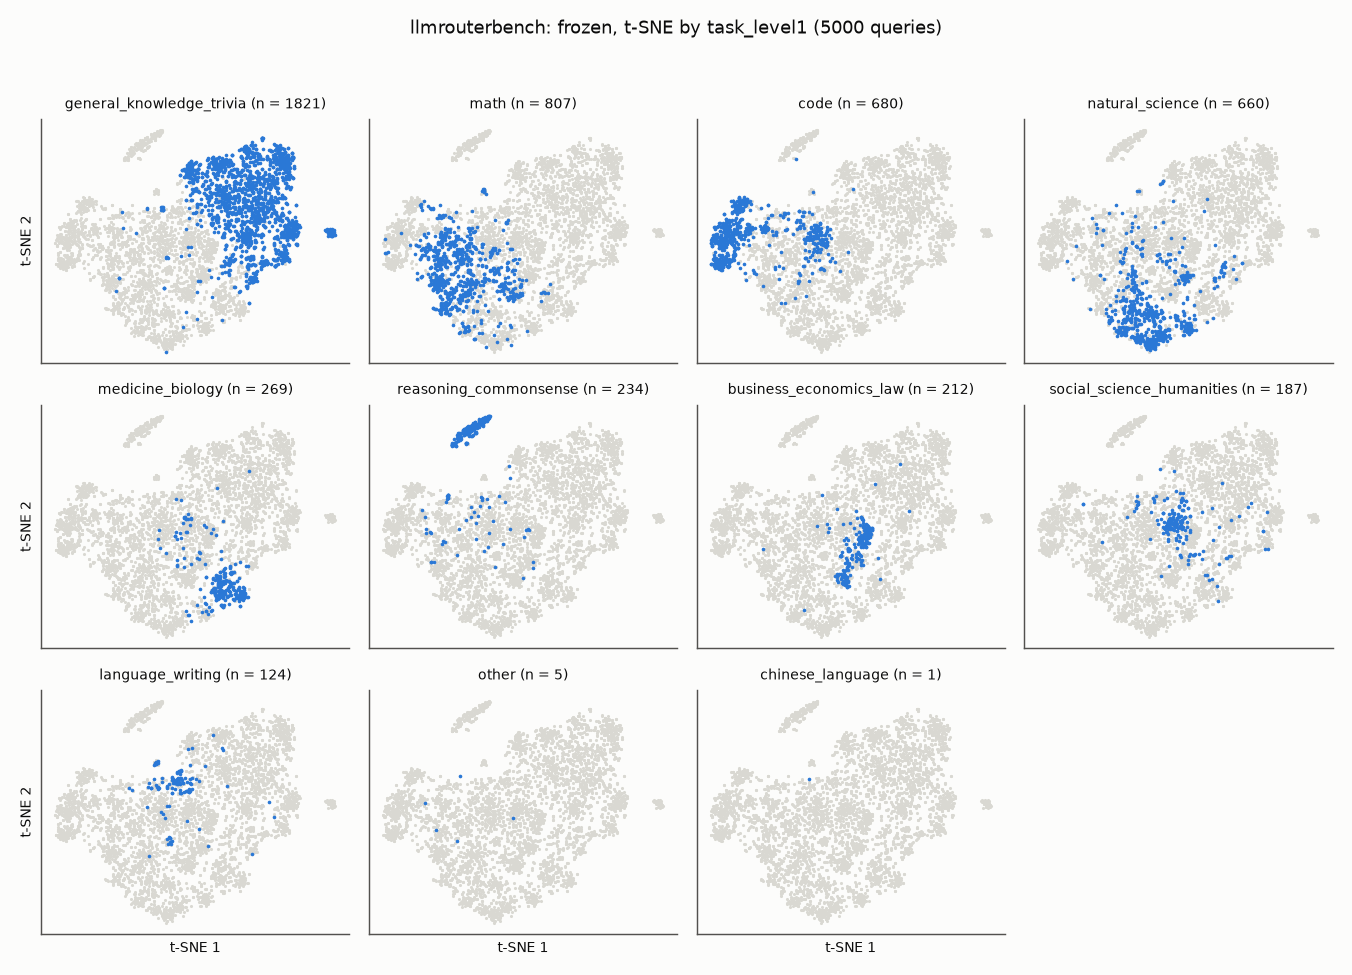 llmrouterbench: frozen, t-SNE by task_level1 (5000 queries)
general_knowledge_trivia (n = 1821)
math (n = 807)
code (n = 680)
natural_science (n = 660)
t-SNE 2
medicine_biology (n = 269)
reasoning_commonsense (n = 234)
business_economics_law (n = 212)
social_science_humanities (n = 187)
t-SNE 2
language_writing (n = 124)
other (n = 5)
chinese_language (n = 1)
t-SNE 2
t-SNE 1
t-SNE 1
t-SNE 1